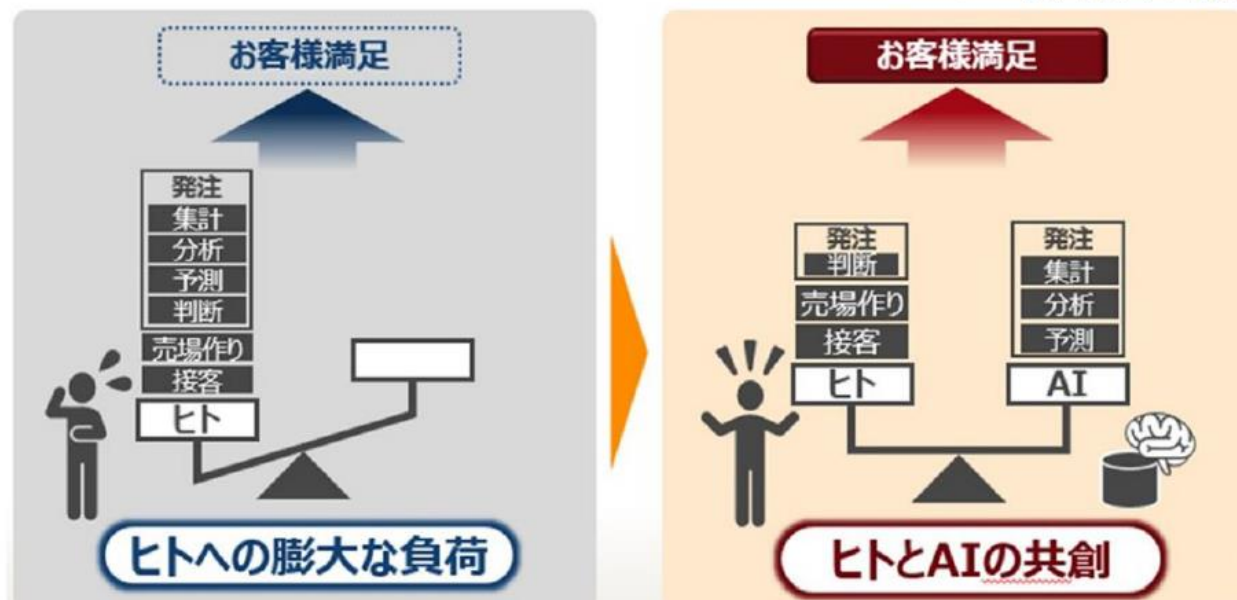 お客様満足
発注
集計
分析
予測
判断
売場作り
接客
ヒト
ヒトへの膨大な負荷
お客様満足
発注
判断
売場作り
接客
ヒト
発注
集計
分析
予測
AI
ヒトとAIの共創